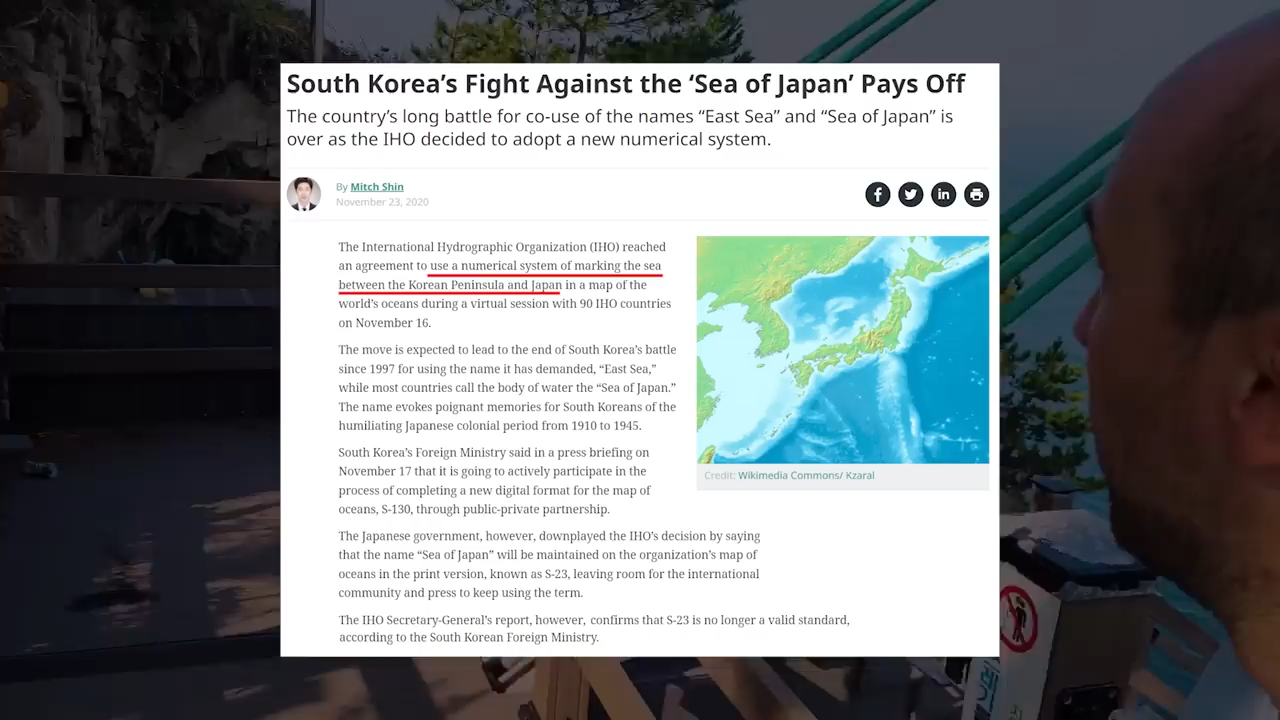 South Korea's Fight Against the ‘Sea of Japan’ Pays Off
The country's long battle for co-use of the names “East Sea” and “Sea of Japan” is
over as the IHO decided to adopt a new numerical system.
By Mitch Shin
November 23, 2020
The International Hydrographic Organization (IHO) reached
an agreement to use a numerical system of marking the sea
between the Korean Peninsula and Japan in a map of the
world's oceans during a virtual session with 90 IHO countries
on November 16.
The move is expected to lead to the end of South Korea's battle
since 1997 for using the name it has demanded, “East Sea,”
while most countries call the body of water the “Sea of Japan.”
The name evokes poignant memories for South Koreans of the
humiliating Japanese colonial period from 1910 to 1945.
South Korea's Foreign Ministry said in a press briefing on
November 17 that it is going to actively participate in the
process of completing a new digital format for the map of
oceans, S-130, through public-private partnership.
The Japanese government, however, downplayed the IHO's decision by saying
that the name “Sea of Japan” will be maintained on the organization's map of
oceans in the print version, known as S-23, leaving room for the international
community and press to keep using the term.
The IHO Secretary-General's report, however, confirms that S-23 is no longer a valid standard,
according to the South Korean Foreign Ministry.
Credit: Wikimedia Commons/ Kzaral